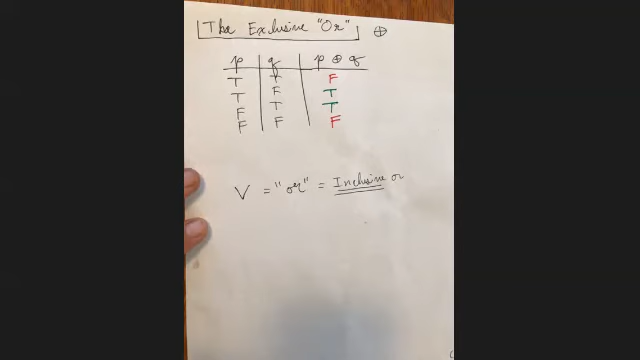 The Exclusive "Or" ⊕
p q p ⊕ q
T T F
T F T
F T T
F F F
V = "or" = Inclusive or